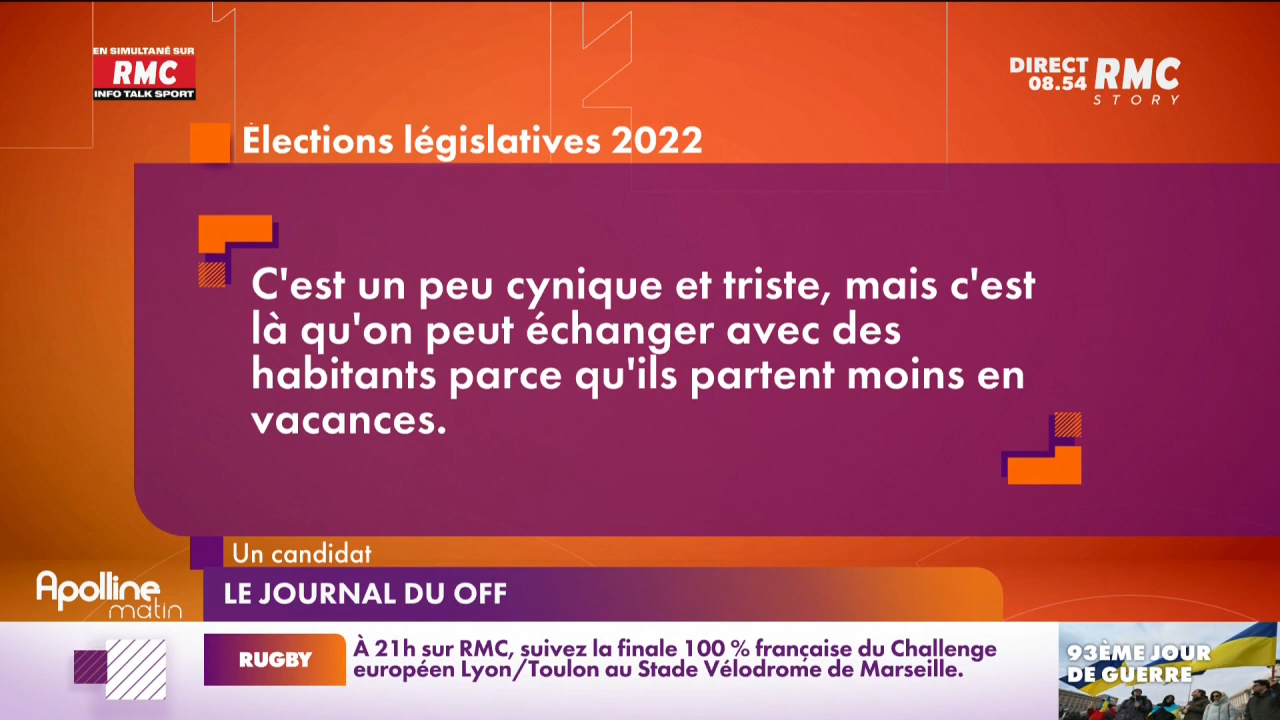 EN SIMULTANÉ SUR
RMC
INFO TALK SPORT
DIRECT
08.54
RMC
STORY
Élections législatives 2022
C'est un peu cynique et triste, mais c'est
là qu'on peut échanger avec des
habitants parce qu'ils partent moins en
vacances.
Un candidat
Apolline
matin
LE JOURNAL DU OFF
RUGBY
À 21h sur RMC, suivez la finale 100 % française du Challenge
européen Lyon/Toulon au Stade Vélodrome de Marseille.
93ÈME JOUR
DE GUERRE